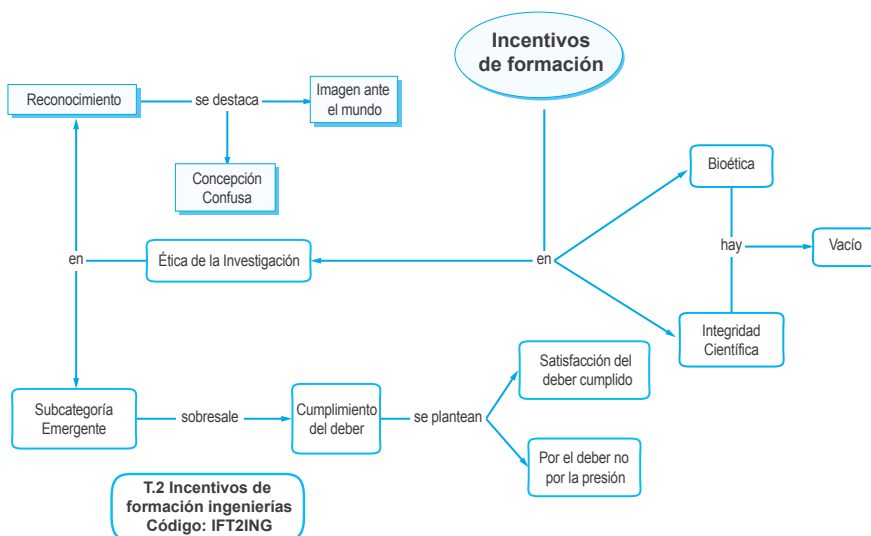 Incentivos
de formación
Reconocimiento
se destaca
Imagen ante
el mundo
Concepción
Confusa
Bioética
en
Ética de la Investigación
en
hay
Vacío
Integridad
Científica
Satisfacción del
deber cumplido
Subcategoría
Emergente
sobresale
Cumplimiento
del deber
se plantean
Por el deber no
por la presión
T.2 Incentivos de
formación ingenierías
Código: IFT2ING